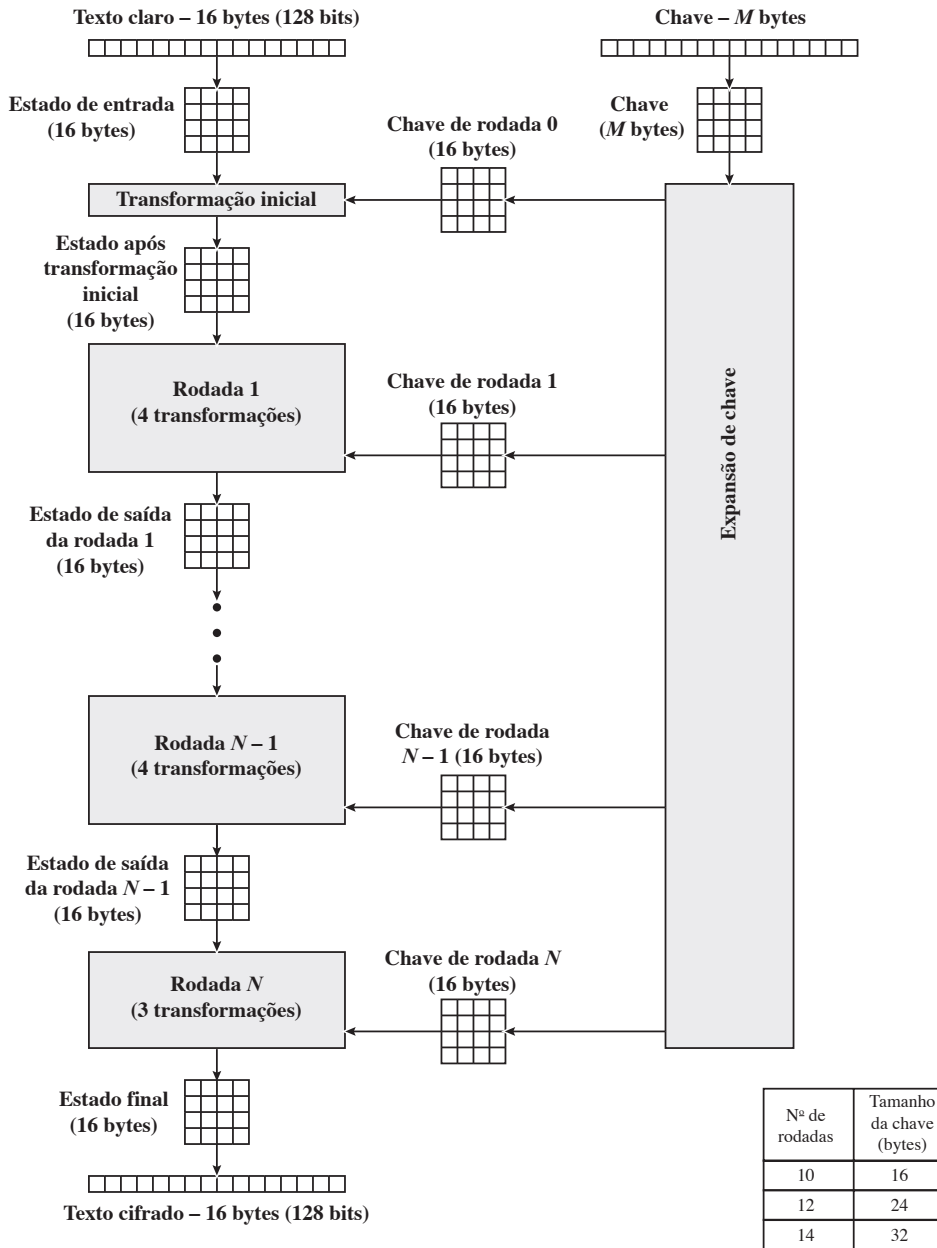 Texto claro – 16 bytes (128 bits)
Chave – M bytes
Estado de entrada
(16 bytes)
Chave de rodada 0
(16 bytes)
Chave
(M bytes)
Transformação inicial
Estado após
transformação
inicial
(16 bytes)
Rodada 1
(4 transformações)
Chave de rodada 1
(16 bytes)
Expansão de chave
Estado de saída
da rodada 1
(16 bytes)
Rodada N – 1
(4 transformações)
Chave de rodada
N – 1 (16 bytes)
Estado de saída
da rodada N – 1
(16 bytes)
Rodada N
(3 transformações)
Chave de rodada N
(16 bytes)
Estado final
(16 bytes)
Texto cifrado – 16 bytes (128 bits)
Nº de
rodadas
Tamanho
da chave
(bytes)
10 16
12 24
14 32